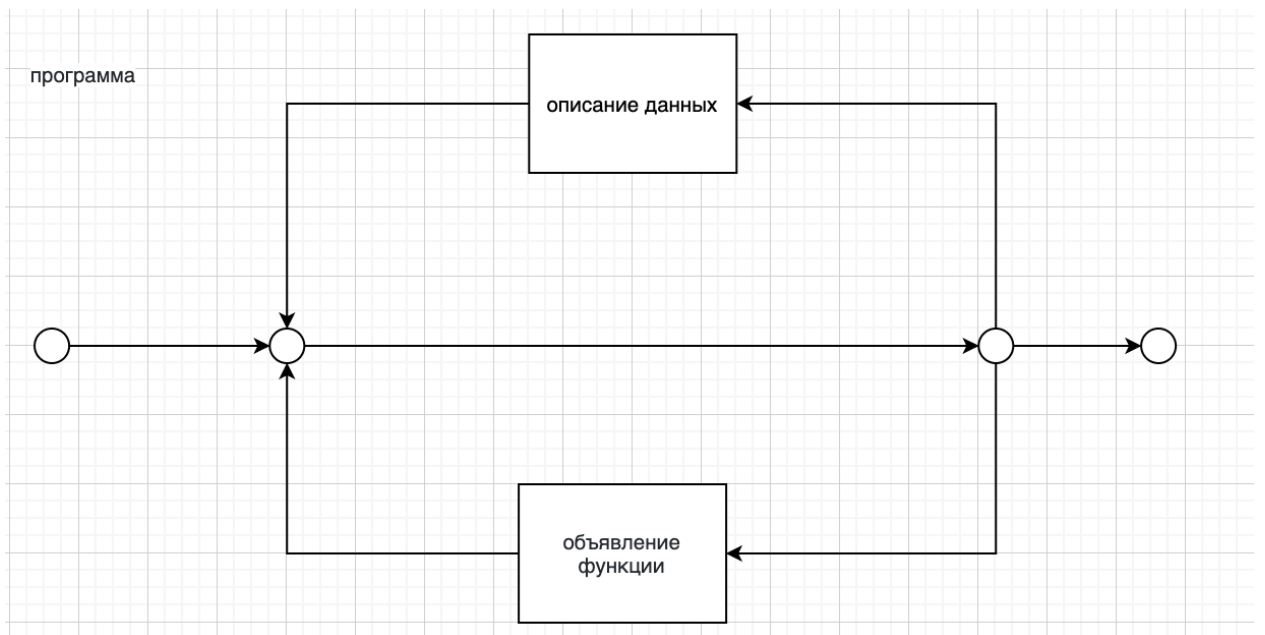 программа
описание данных
объявление
функции